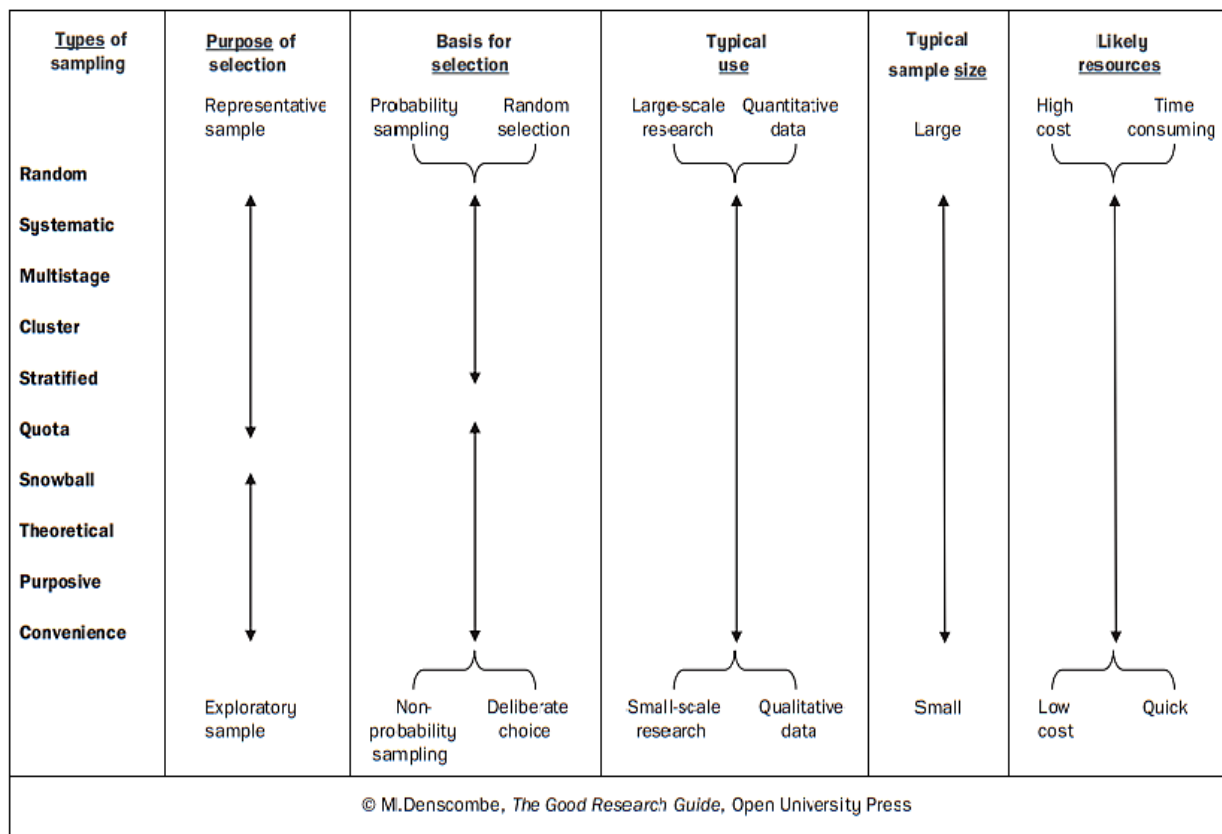 Types of sampling
Purpose of selection
Basis for selection
Typical use
Typical sample size
Likely resources
Representative sample
Probability sampling
Random selection
Large-scale research
Quantitative data
Large
High cost
Time consuming
Random
Systematic
Multistage
Cluster
Stratified
Quota
Snowball
Theoretical
Purposive
Convenience
Exploratory sample
Non-probability sampling
Deliberate choice
Small-scale research
Qualitative data
Small
Low cost
Quick
© M.Denscombe, The Good Research Guide, Open University Press